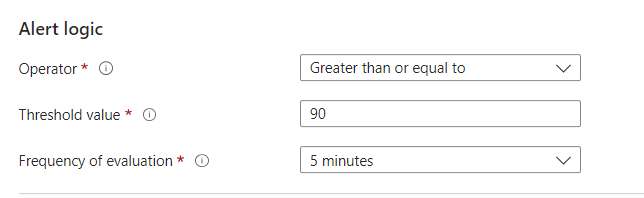 Alert logic
Operator * Greater than or equal to
Threshold value * 90
Frequency of evaluation * 5 minutes